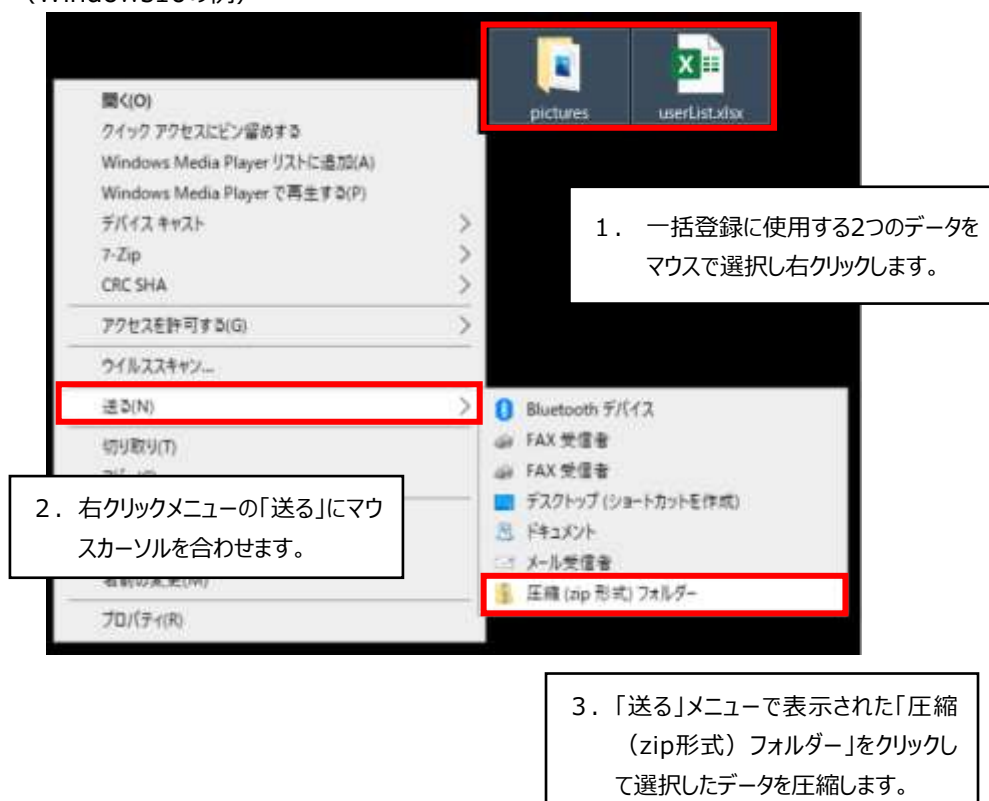 (Windows10の例)
pictures
userList.xlsx
開く(O)
クイック アクセスにピン留めする
Windows Media Player リストに追加(A)
Windows Media Player で再生する(P)
デバイス キャスト
7-Zip
CRC SHA
アクセスを許可する(G)
ウイルススキャン...
送る(N)
切り取り(T)
プロパティ(R)
1. 一括登録に使用する2つのデータを
マウスで選択し右クリックします。
Bluetooth デバイス
FAX 受信者
FAX 受信者
デスクトップ (ショートカットを作成)
ドキュメント
メール受信者
圧縮 (zip 形式) フォルダー
2. 右クリックメニューの「送る」にマウ
スカーソルを合わせます。
3. 「送る」メニューで表示された「圧縮
（zip形式）フォルダー」をクリックし
て選択したデータを圧縮します。